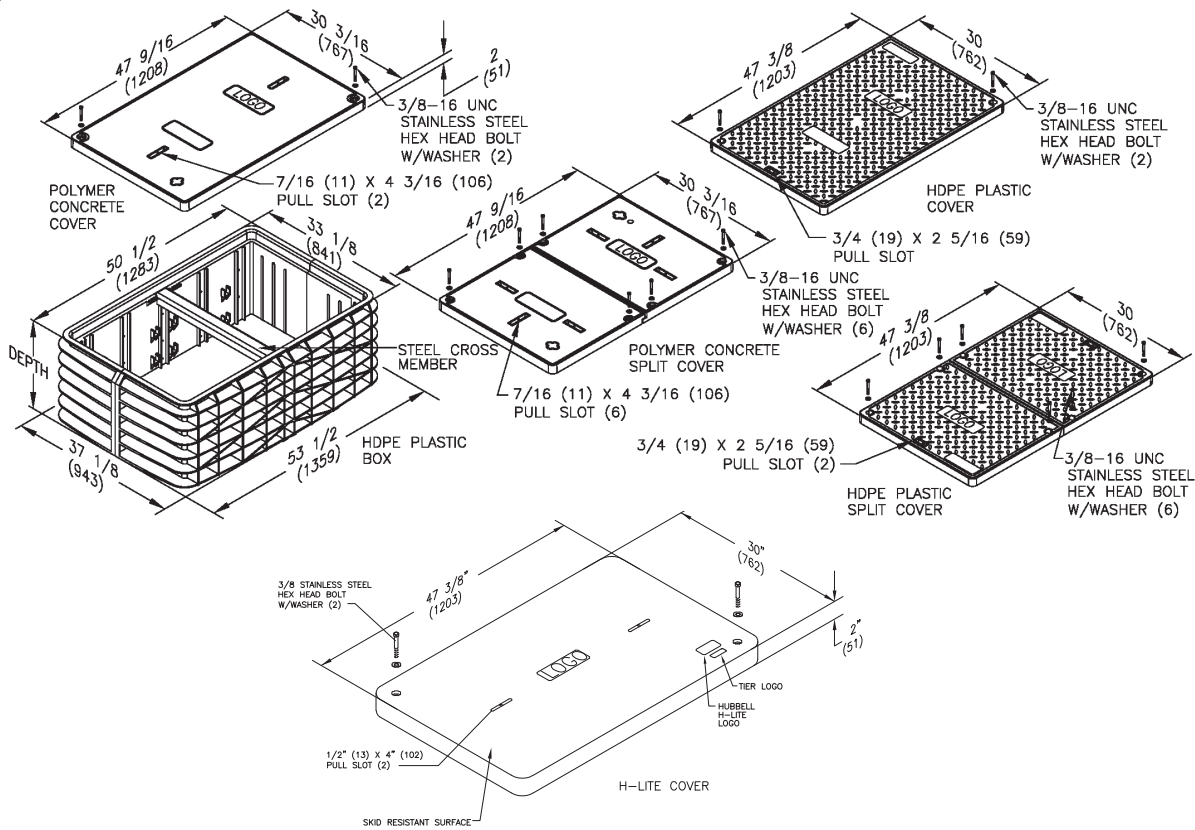 47 9/16
(1208)
30 3/16
(767)
2
(51)
3/8-16 UNC
STAINLESS STEEL
HEX HEAD BOLT
W/WASHER (2)
LOGO
7/16 (11) X 4 3/16 (106)
PULL SLOT (2)
POLYMER
CONCRETE
COVER
47 3/8
(1203)
30
(762)
LOGO
3/8-16 UNC
STAINLESS STEEL
HEX HEAD BOLT
W/WASHER (2)
HDPE PLASTIC
COVER
3/4 (19) X 2 5/16 (59)
PULL SLOT
50 1/2
(1283)
33 1/8
(841)
DEPTH
STEEL CROSS
MEMBER
37 1/8
(943)
53 1/2
(1359)
HDPE PLASTIC
BOX
47 9/16
(1208)
30 3/16
(767)
LOGO
3/8-16 UNC
STAINLESS STEEL
HEX HEAD BOLT
W/WASHER (6)
POLYMER CONCRETE
SPLIT COVER
7/16 (11) X 4 3/16 (106)
PULL SLOT (6)
47 3/8
(1203)
30
(762)
LOGO
LOGO
3/4 (19) X 2 5/16 (59)
PULL SLOT (2)
3/8-16 UNC
STAINLESS STEEL
HEX HEAD BOLT
W/WASHER (6)
HDPE PLASTIC
SPLIT COVER
47 3/8"
(1203)
30"
(762)
2"
(51)
3/8 STAINLESS STEEL
HEX HEAD BOLT
W/WASHER (2)
LOGO
TIER LOGO
HUBBELL
H-LITE
LOGO
1/2" (13) X 4" (102)
PULL SLOT (2)
H-LITE COVER
SKID RESISTANT SURFACE